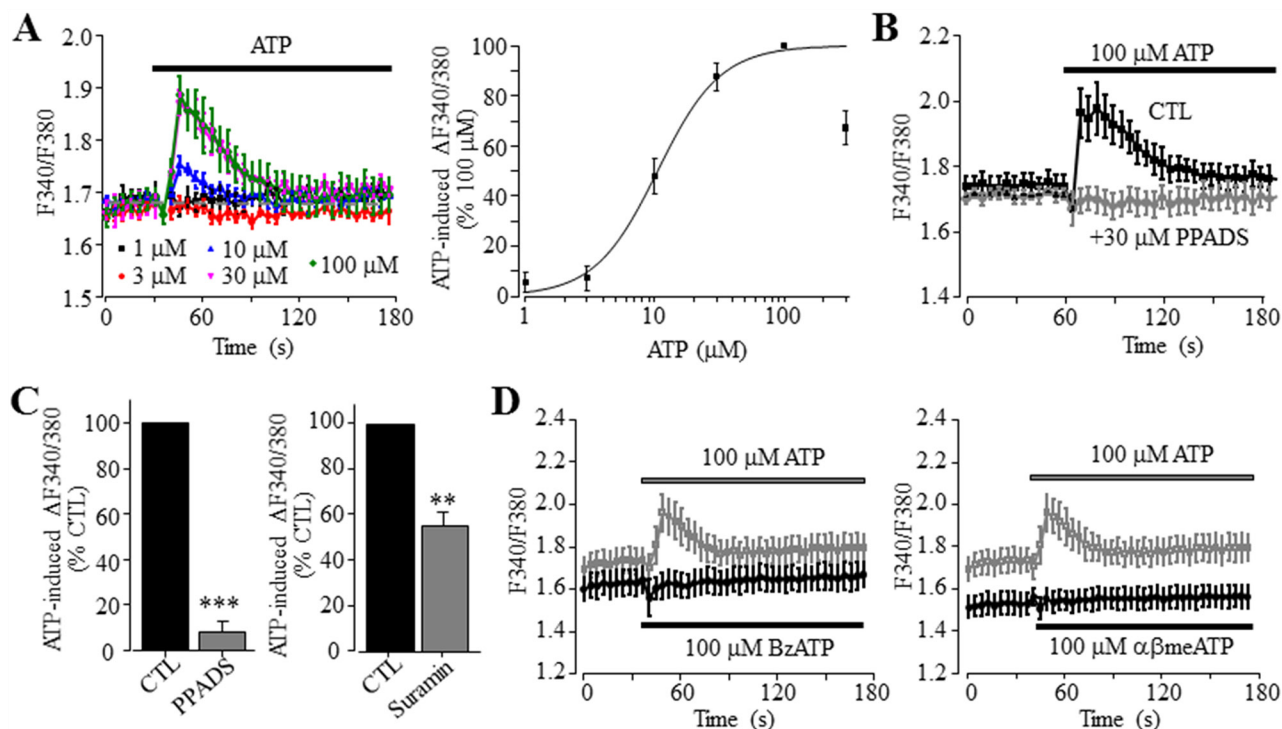 A
2.0
1.9
1.8
1.7
1.6
1.5
F340/F380
ATP
1 μM
10 μM
100 μM
3 μM
30 μM
0
60
120
180
Time (s)
ATP-induced ΔF340/380
(% 100 μM)
100
80
60
40
20
0
1
10
100
ATP (μM)
B
2.2
2.0
1.8
1.6
1.4
F340/F380
100 μM ATP
CTL
+30 μM PPADS
0
60
120
180
Time (s)
C
ATP-induced ΔF340/380
(% CTL)
100
80
60
40
20
0
***
CTL
PPADS
ATP-induced ΔF340/380
(% CTL)
100
80
60
40
20
0
**
CTL
Suramin
D
2.4
2.2
2.0
1.8
1.6
1.4
1.2
F340/F380
100 μM ATP
100 μM BzATP
0
60
120
180
Time (s)
2.4
2.2
2.0
1.8
1.6
1.4
1.2
F340/F380
100 μM ATP
100 μM αβmeATP
0
60
120
180
Time (s)